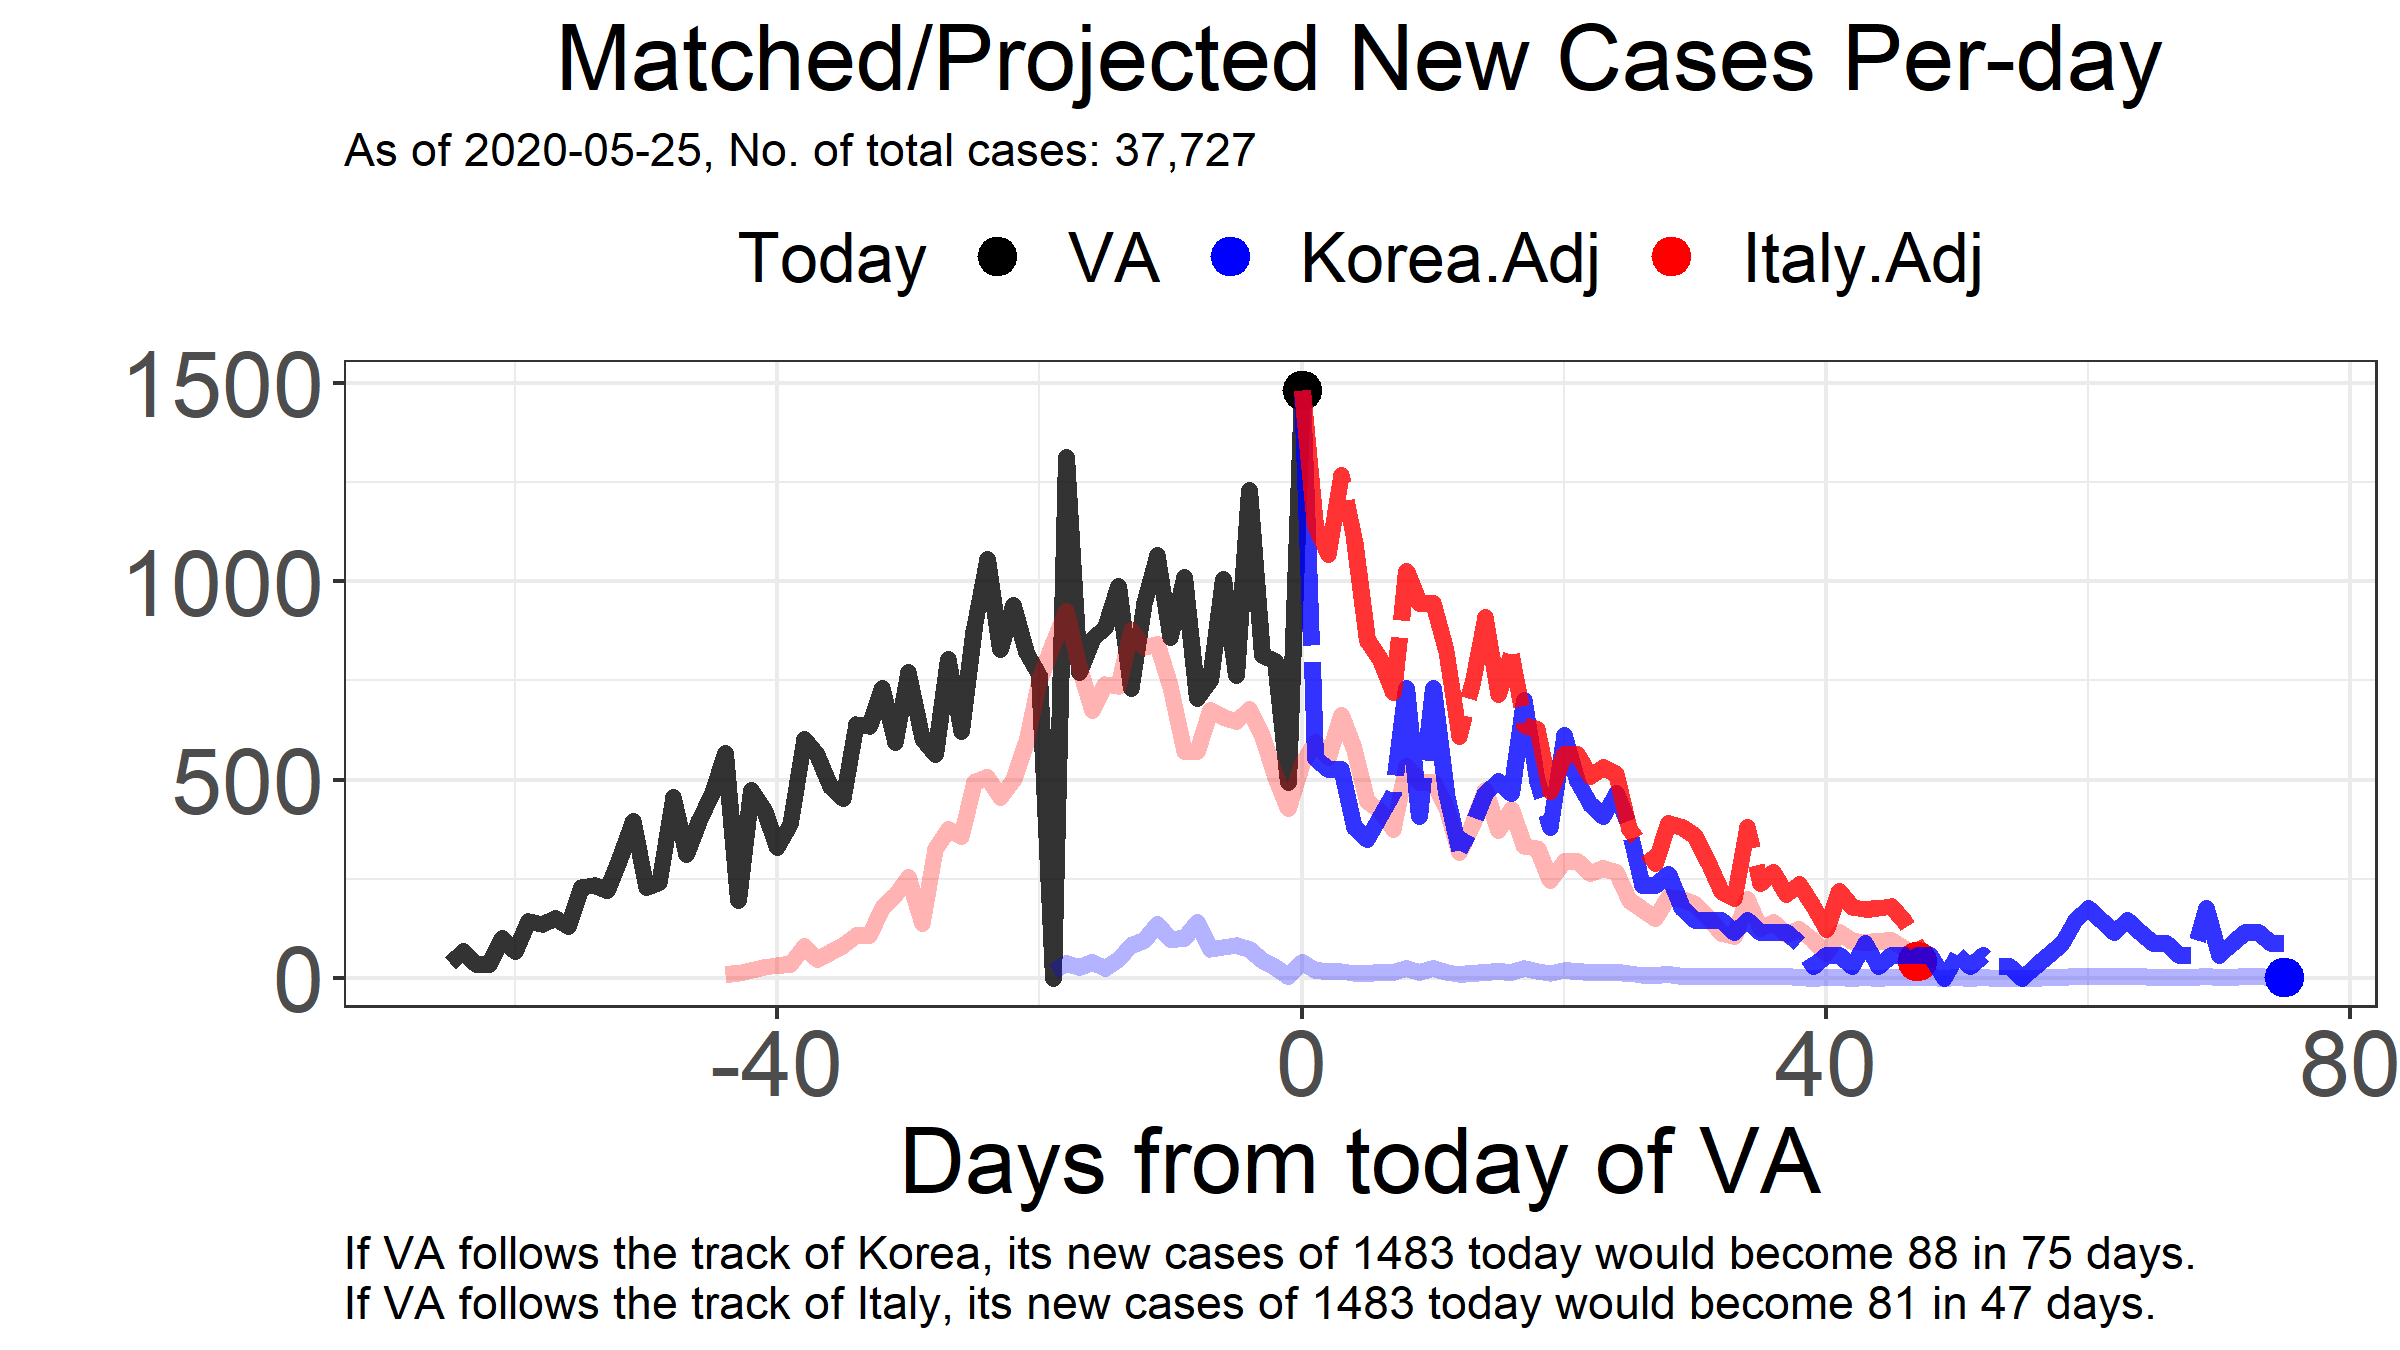 Matched/Projected New Cases Per-day
As of 2020-05-25, No. of total cases: 37,727
Today VA Korea.Adj Italy.Adj
1500
1000
500
0
-40 0 40 80
Days from today of VA
If VA follows the track of Korea, its new cases of 1483 today would become 88 in 75 days.
If VA follows the track of Italy, its new cases of 1483 today would become 81 in 47 days.